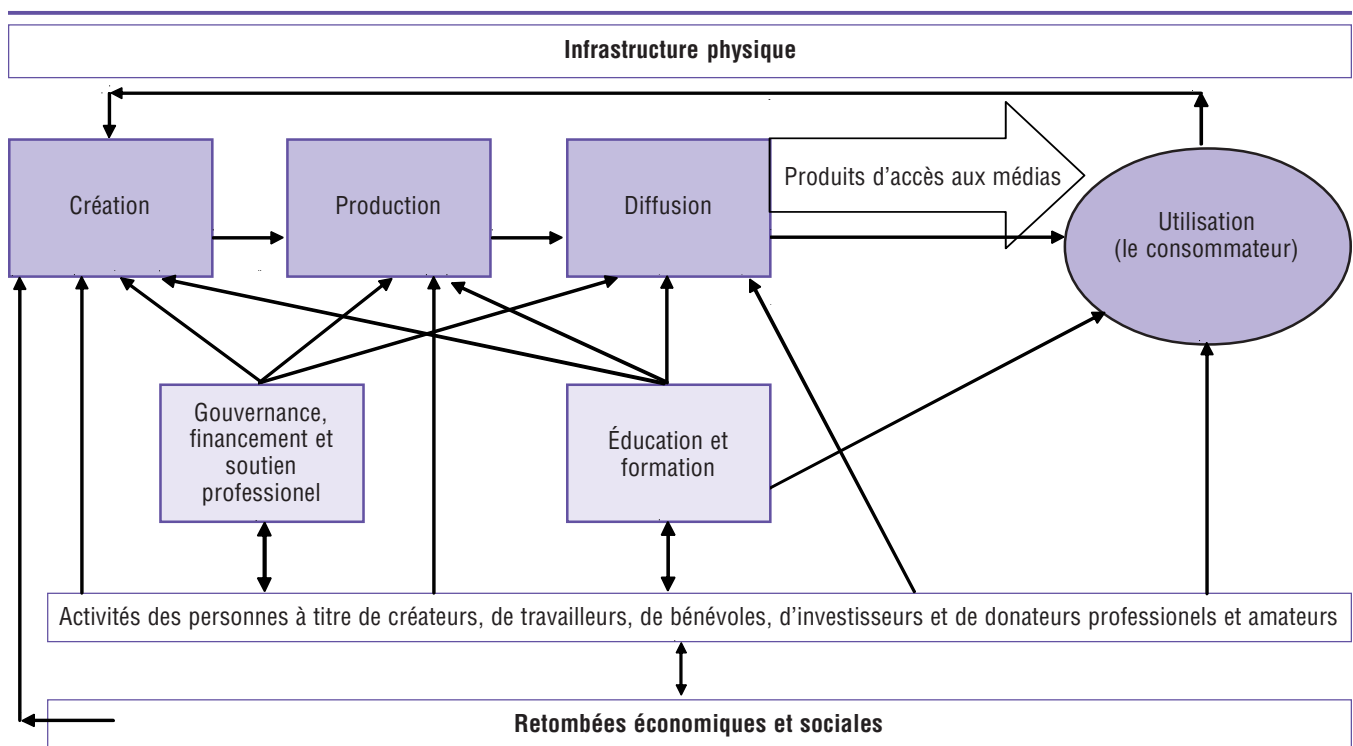 Infrastructure physique
Création
Production
Diffusion
Produits d'accès aux médias
Utilisation
(le consommateur)
Gouvernance,
financement et
soutien
professionel
Éducation et
formation
Activités des personnes à titre de créateurs, de travailleurs, de bénévoles, d'investisseurs et de donateurs professionels et amateurs
Retombées économiques et sociales